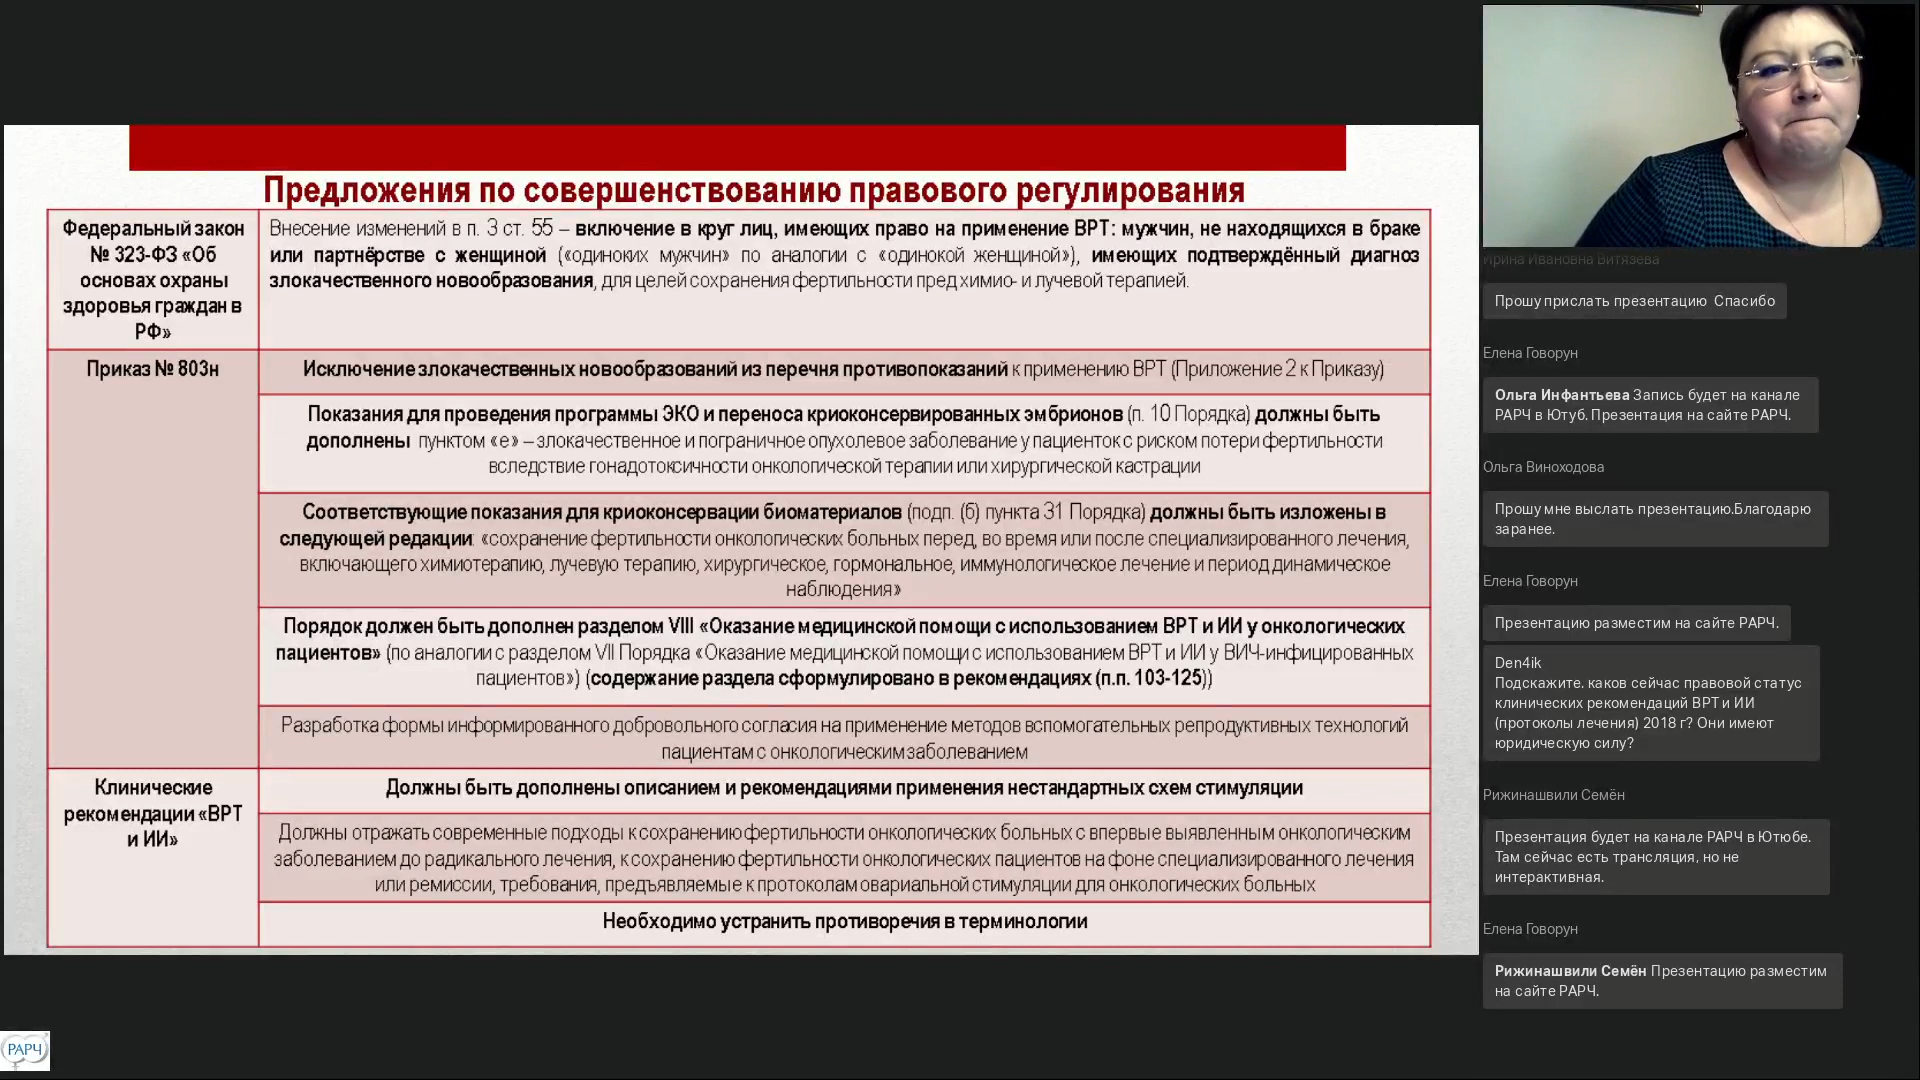 Предложения по совершенствованию правового регулирования
Федеральный закон
№ 323-ФЗ «Об
основах охраны
здоровья граждан в
РФ»
Внесение изменений в п. 3 ст. 55 – включение в круг лиц, имеющих право на применение ВРТ: мужчин, не находящихся в браке
или партнёрстве с женщиной («одиноких мужчин» по аналогии с «одинокой женщиной»), имеющих подтверждённый диагноз
злокачественного новообразования, для целей сохранения фертильности пред химио- и лучевой терапией.
Приказ № 803н
Исключение злокачественных новообразований из перечня противопоказаний к применению ВРТ (Приложение 2 к Приказу)
Показания для проведения программы ЭКО и переноса криоконсервированных эмбрионов (п. 10 Порядка) должны быть
дополнены пунктом «е» – злокачественное и пограничное опухолевое заболевание у пациенток с риском потери фертильности
вследствие гонадотоксичности онкологической терапии или хирургической кастрации
Соответствующие показания для криоконсервации биоматериалов (подп. (б) пункта 31 Порядка) должны быть изложены в
следующей редакции: «сохранение фертильности онкологических больных перед, во время или после специализированного лечения,
включающего химиотерапию, лучевую терапию, хирургическое, гормональное, иммунологическое лечение и период динамическое
наблюдения»
Порядок должен быть дополнен разделом VIII «Оказание медицинской помощи с использованием ВРТ и ИИ у онкологических
пациентов» (по аналогии с разделом VII Порядка «Оказание медицинской помощи с использованием ВРТ и ИИ у ВИЧ-инфицированных
пациентов») (содержание раздела сформулировано в рекомендациях (п.п. 103-125))
Разработка формы информированного добровольного согласия на применение методов вспомогательных репродуктивных технологий
пациентам с онкологическим заболеванием
Клинические
рекомендации «ВРТ
и ИИ»
Должны быть дополнены описанием и рекомендациями применения нестандартных схем стимуляции
Должны отражать современные подходы к сохранению фертильности онкологических больных с впервые выявленным онкологическим
заболеванием до радикального лечения, к сохранению фертильности онкологических пациентов на фоне специализированного лечения
или ремиссии, требования, предъявляемые к протоколам овариальной стимуляции для онкологических больных
Необходимо устранить противоречия в терминологии
РАРЧ
Ирина Ивановна Витязева
Прошу прислать презентацию Спасибо
Елена Говорун
Ольга Инфантьева Запись будет на канале
РАРЧ в Ютуб. Презентация на сайте РАРЧ.
Ольга Виноходова
Прошу мне выслать презентацию.Благодарю
заранее.
Елена Говорун
Презентацию разместим на сайте РАРЧ.
Den4ik
Подскажите. каков сейчас правовой статус
клинических рекомендаций ВРТ и ИИ
(протоколы лечения) 2018 г? Они имеют
юридическую силу?
Рижинашвили Семён
Презентация будет на канале РАРЧ в Ютюбе.
Там сейчас есть трансляция, но не
интерактивная.
Елена Говорун
Рижинашвили Семён Презентацию разместим
на сайте РАРЧ.